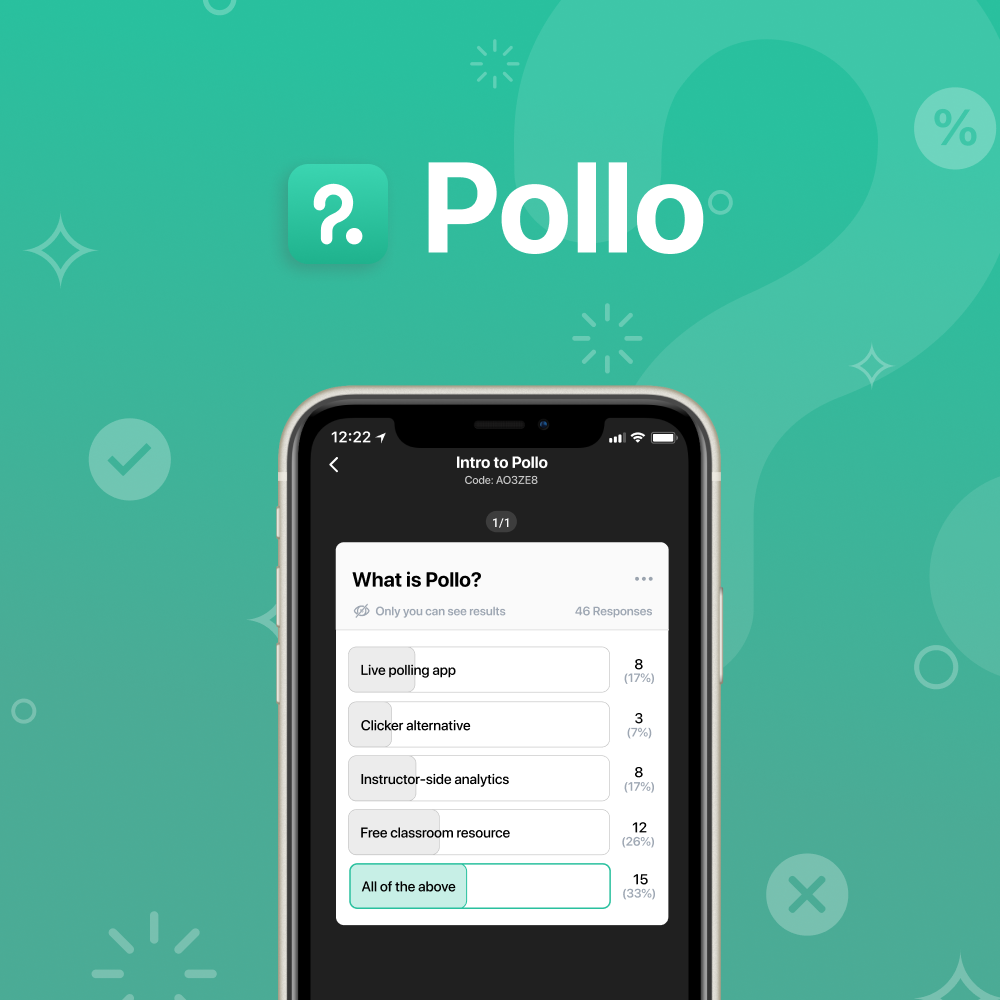 ?.
Pollo
%
12:22
Intro to Pollo
Code: AO3ZE8
1/1
What is Pollo?
Only you can see results 46 Responses
Live polling app 8
(17%)
Clicker alternative 3
(7%)
Instructor-side analytics 8
(17%)
Free classroom resource 12
(26%)
All of the above 15
(33%)